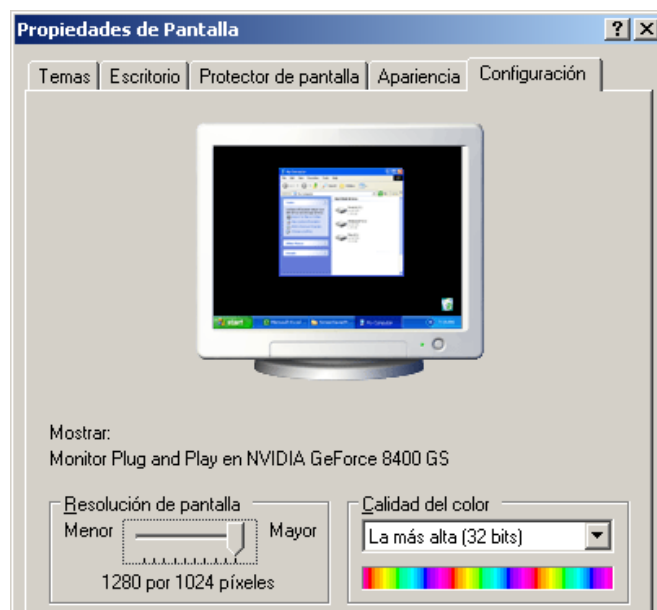 Propiedades de Pantalla
Temas Escritorio Protector de pantalla Apariencia Configuración
start
Mostrar:
Monitor Plug and Play en NVIDIA GeForce 8400 GS
Resolución de pantalla
Menor Mayor
1280 por 1024 píxeles
Calidad del color
La más alta (32 bits)